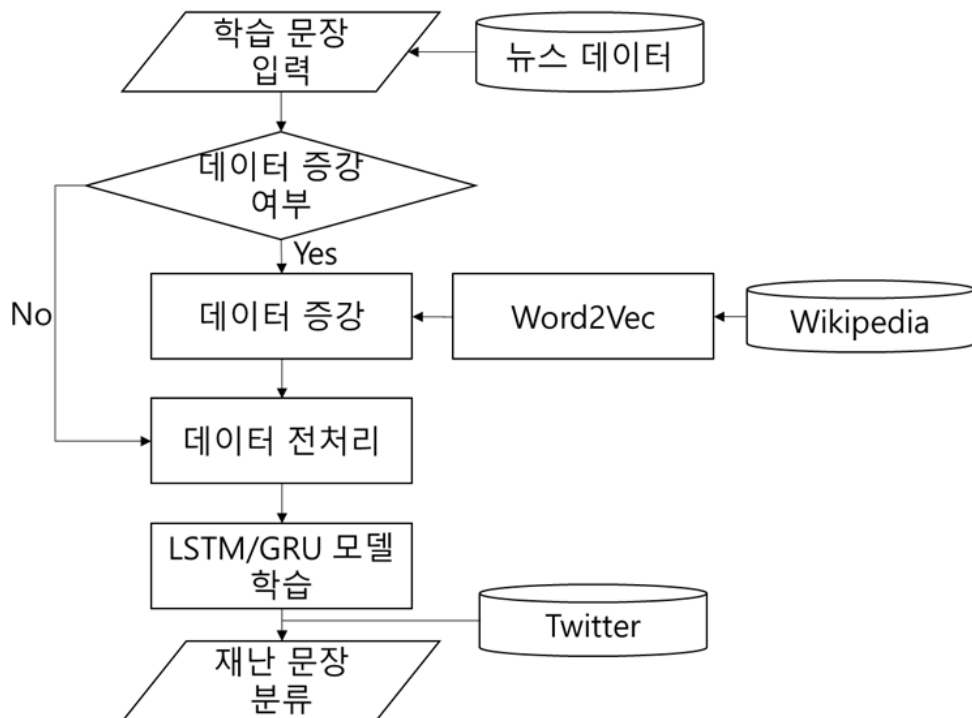 학습 문장
입력
뉴스 데이터
데이터 증강
여부
Yes
No
데이터 증강
Word2Vec
Wikipedia
데이터 전처리
LSTM/GRU 모델
학습
Twitter
재난 문장
분류